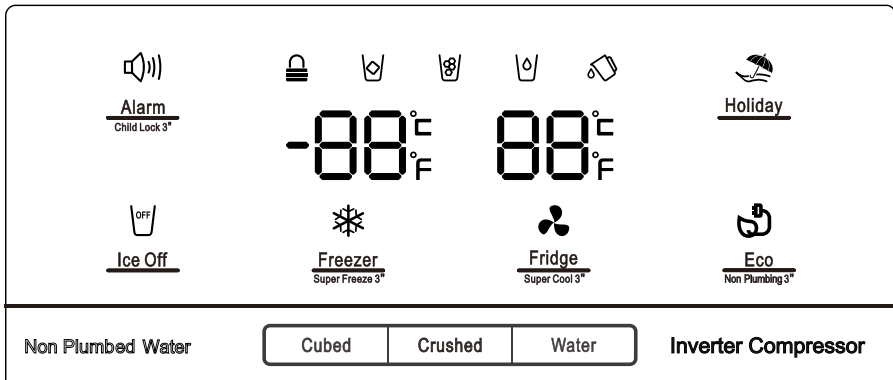 Alarm
Child Lock 3"
Holiday
-88 °C °F
88 °C °F
OFF
Ice Off
Freezer
Super Freeze 3"
Fridge
Super Cool 3"
Eco
Non Plumbing 3"
Non Plumbed Water
Cubed
Crushed
Water
Inverter Compressor